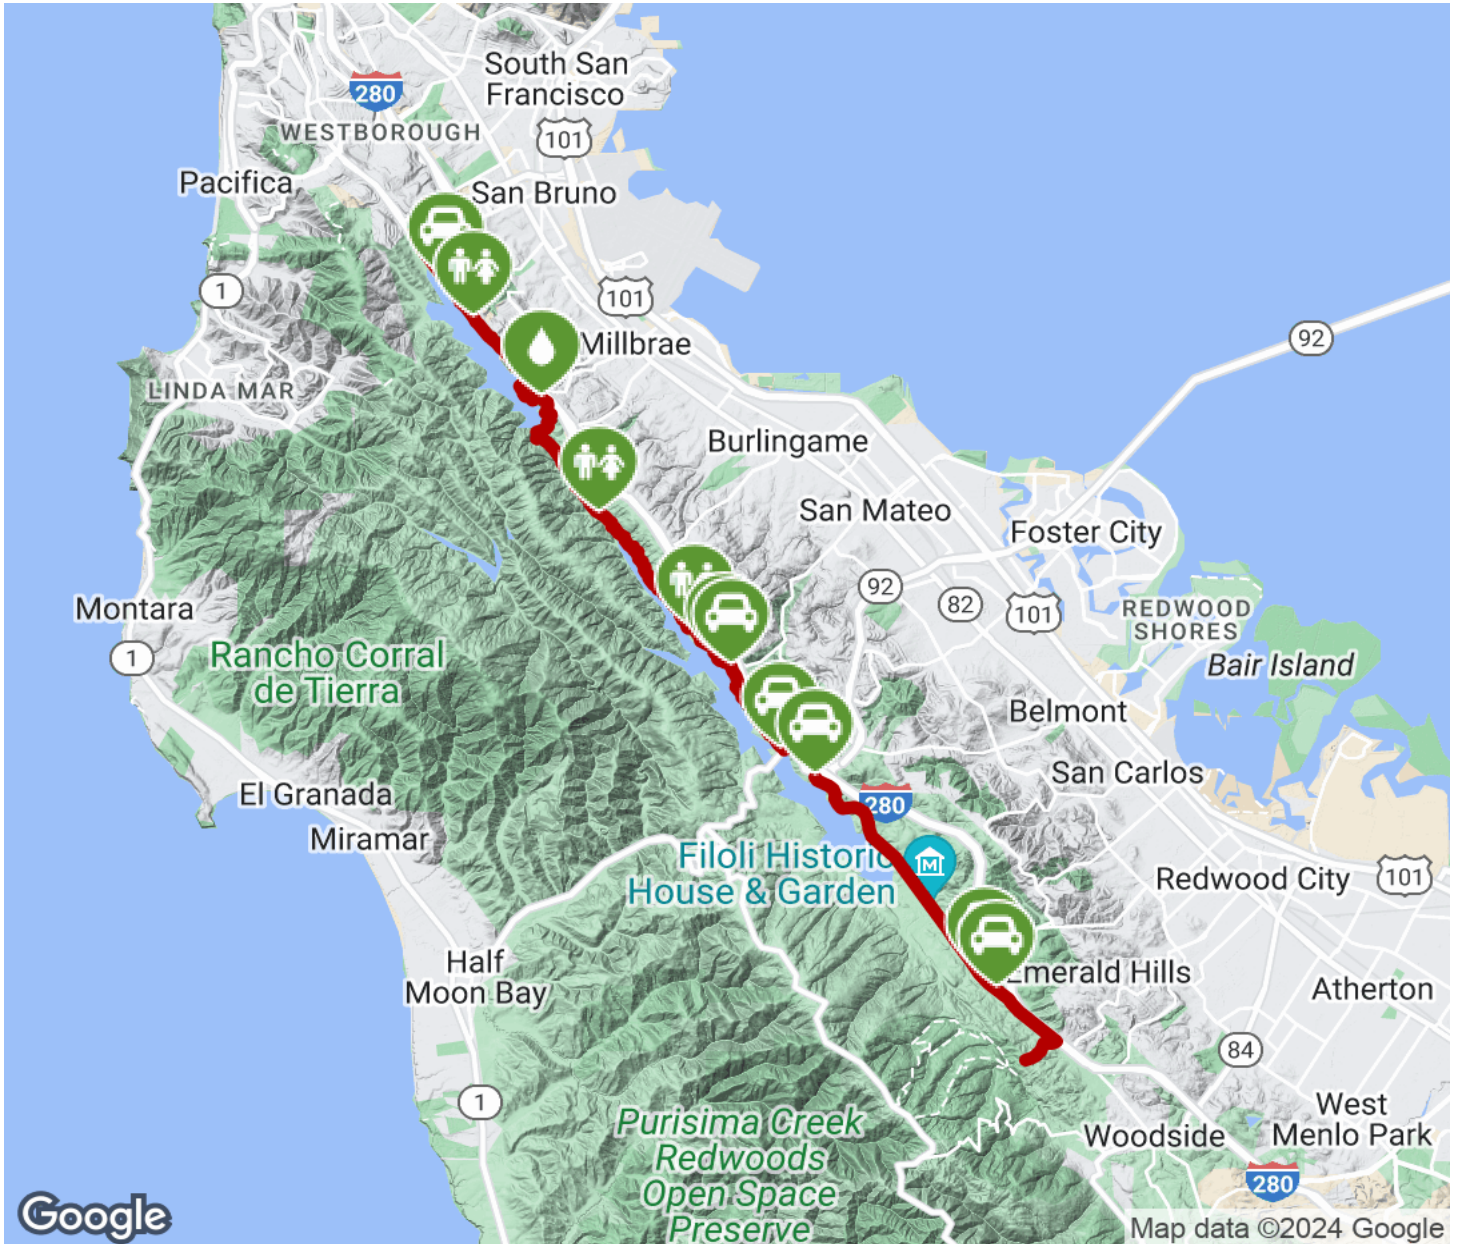 South San
Francisco
280
101
WESTBOROUGH
Pacifica
San Bruno
1
101
Millbrae
92
LINDA MAR
Burlingame
San Mateo
Foster City
92
82
101
Montara
REDWOOD
SHORES
1
Rancho Corral
de Tierra
Bair Island
Belmont
San Carlos
El Granada
280
Miramar
Filoli Historic
House & Garden
M
Redwood City
101
Half
Moon Bay
Emerald Hills
Atherton
84
1
West
Menlo Park
Purisima Creek
Redwoods
Open Space
Preserve
Woodside
280
Google
Map data ©2024 Google